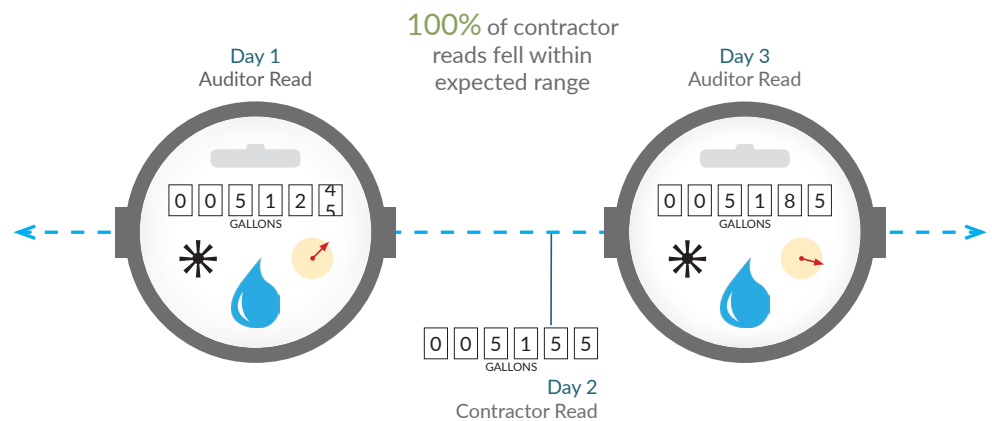 100% of contractor
reads fell within
expected range
Day 1
Auditor Read
0 0 5 1 2 4
5
GALLONS
Day 3
Auditor Read
0 0 5 1 8 5
GALLONS
0 0 5 1 5 5
GALLONS
Day 2
Contractor Read